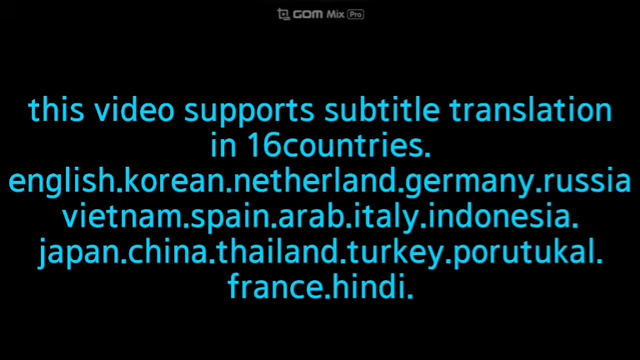 GOM Mix Pro
this video supports subtitle translation
in 16countries.
english.korean.netherland.germany.russia
vietnam.spain.arab.italy.indonesia.
japan.china.thailand.turkey.porutukal.
france.hindi.